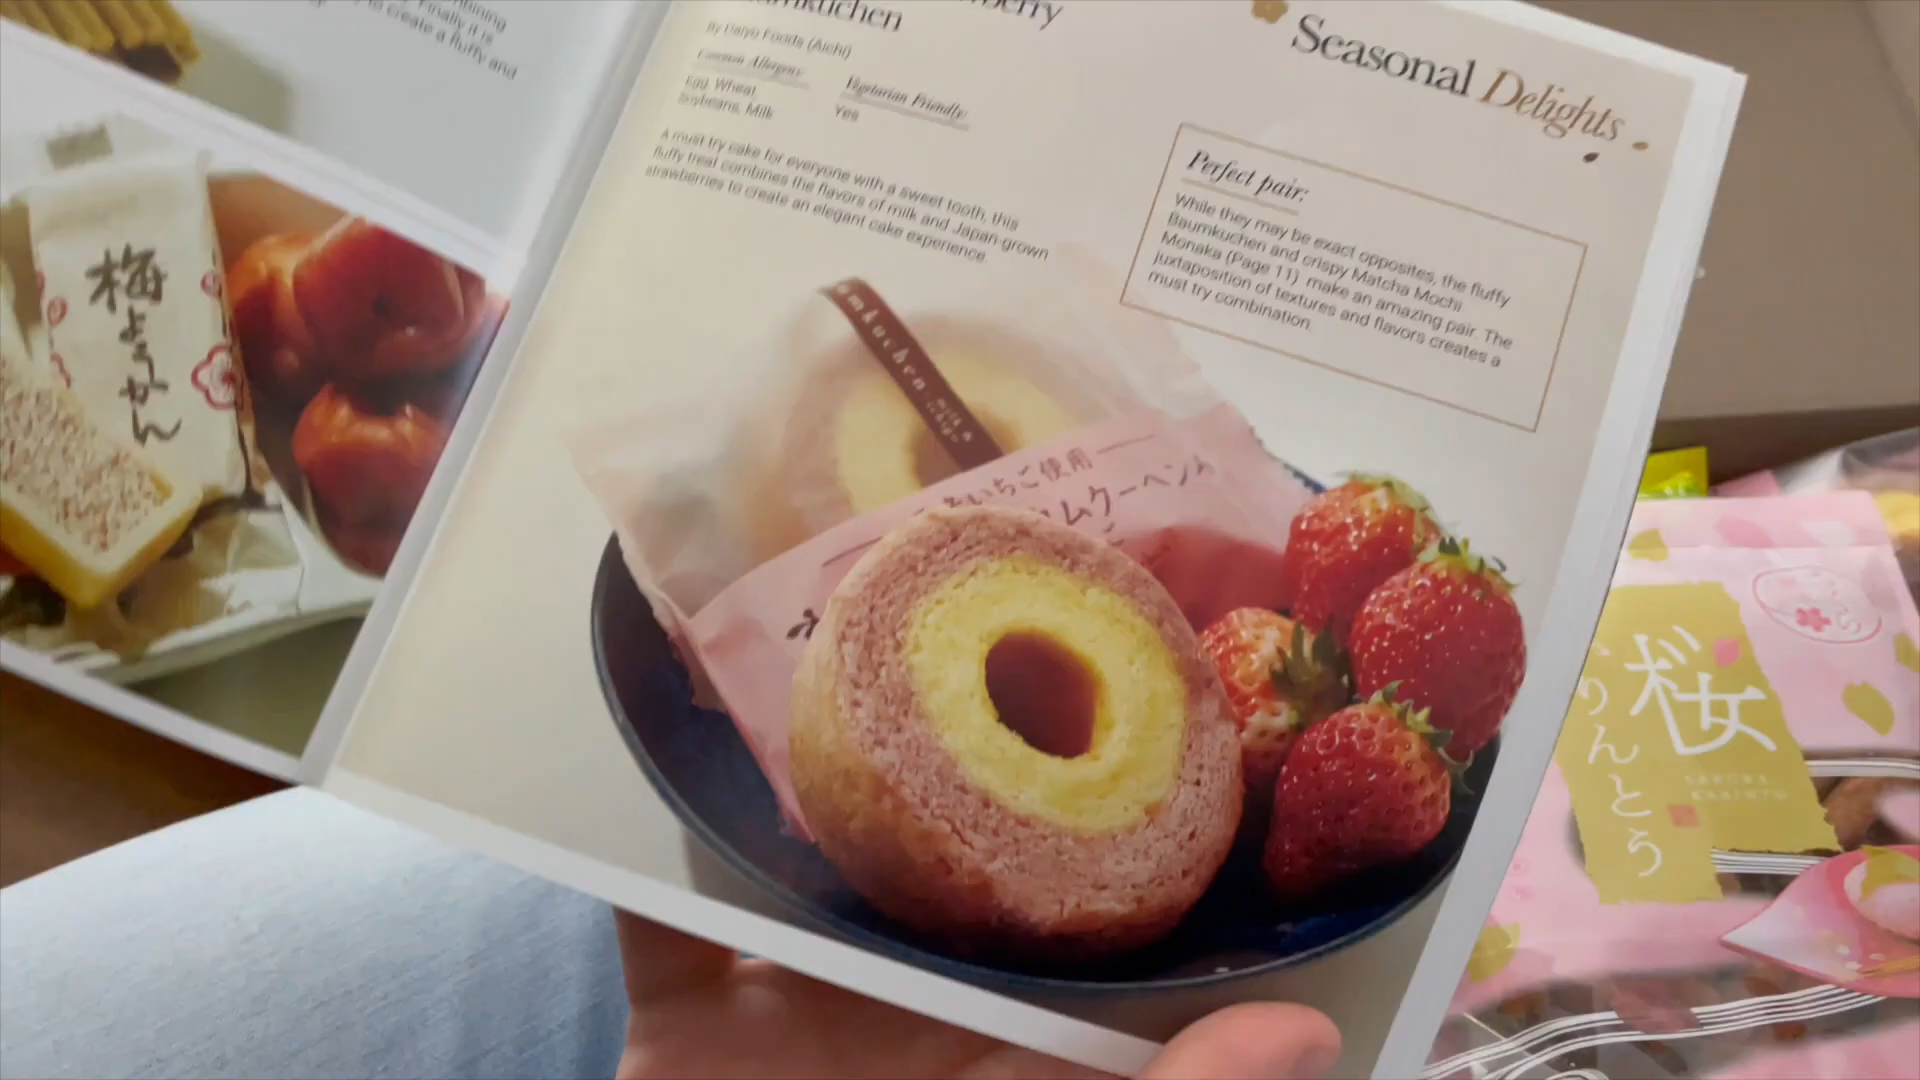 Finally it is
to create a fluffy and
梅ようかん
By Daiyo Foods (Aichi)
Common Allergens:
Egg, Wheat,
Soybeans, Milk
Vegetarian Friendly:
Yes
A must try cake for everyone with a sweet tooth, this
fluffy treat combines the flavors of milk and Japan-grown
strawberries to create an elegant cake experience.
Seasonal Delights
Perfect pair:
While they may be exact opposites, the fluffy
Baumkuchen and crispy Matcha Mochi
Monaka (Page 11) make an amazing pair. The
juxtaposition of textures and flavors creates a
must try combination.
いちご使用
ムクーヘン
桜
りんとう
SAKURA
KARINTO